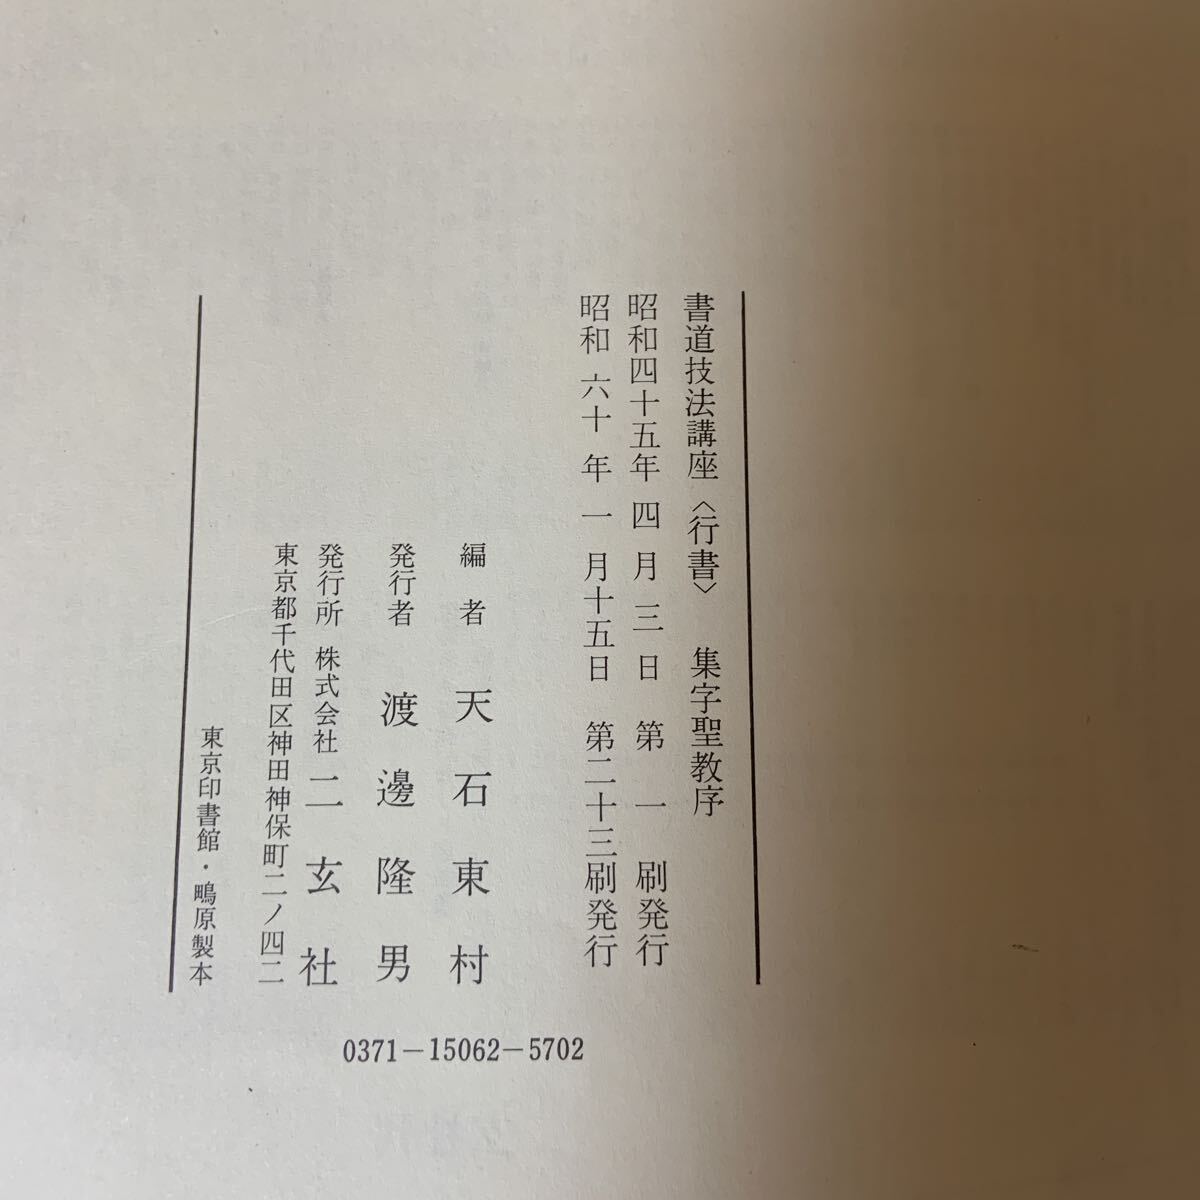 書道技法講座〈行書〉 集字聖教序
昭和四十五年 四 月 三 日 第 一 刷発行
昭和 六十 年 一 月十五日 第二十三刷発行
編 者 天 石 東 村
発行者 渡 邊 隆 男
発行所 株式会社 二 玄 社
東京都千代田区神田神保町二ノ四二
東京印書館・鴫原製本
0371-15062-5702